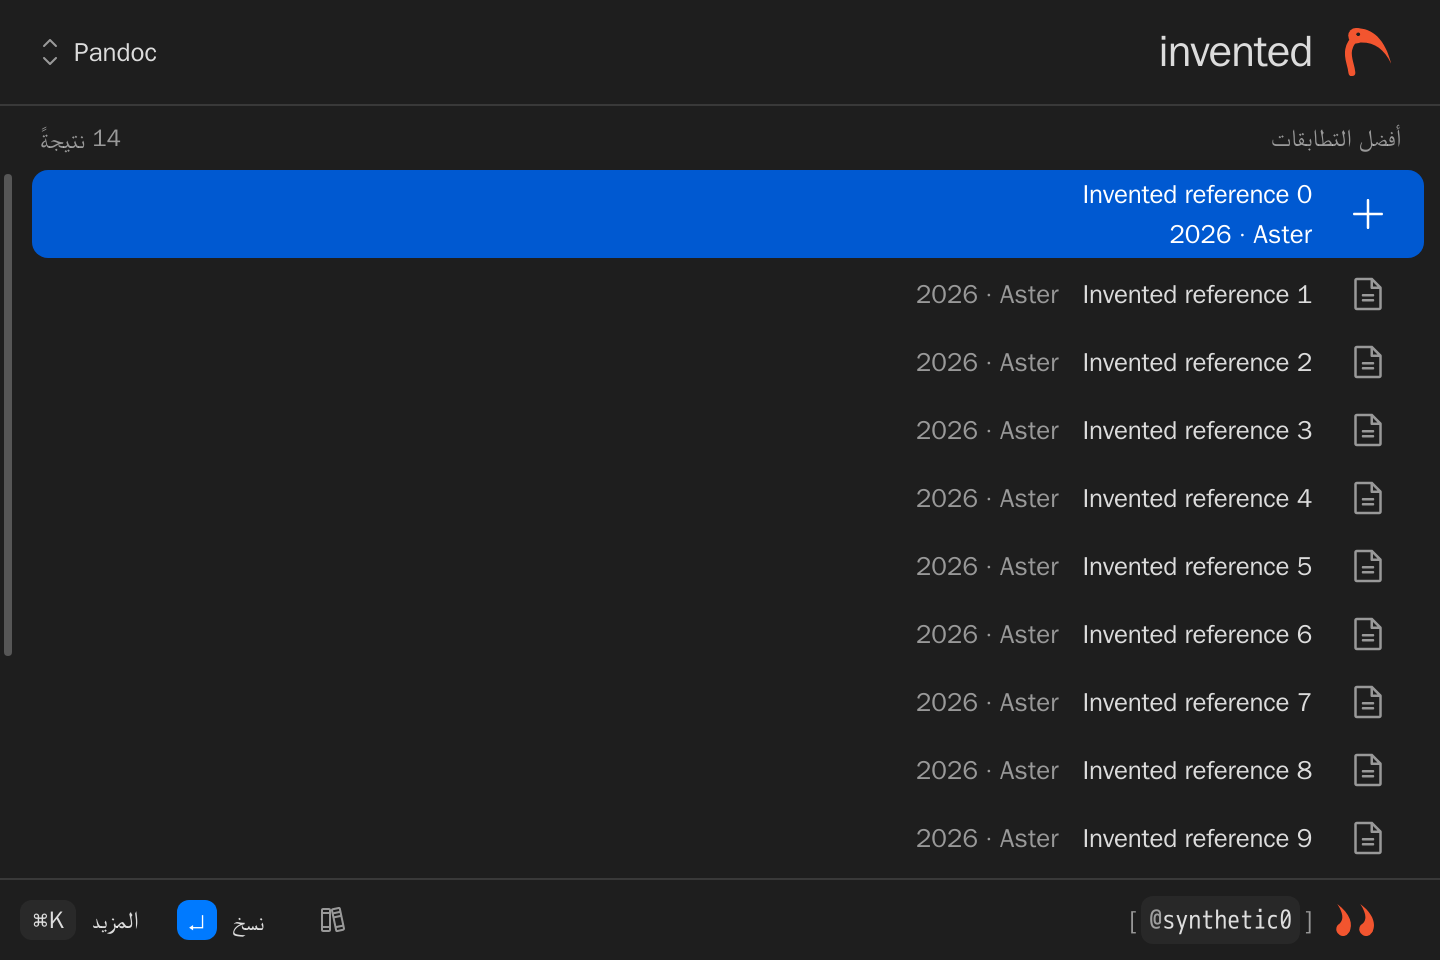 invented
Pandoc
أفضل التطابقات
14 نتيجةً
Invented reference 0
2026 · Aster
Invented reference 1 2026 · Aster
Invented reference 2 2026 · Aster
Invented reference 3 2026 · Aster
Invented reference 4 2026 · Aster
Invented reference 5 2026 · Aster
Invented reference 6 2026 · Aster
Invented reference 7 2026 · Aster
Invented reference 8 2026 · Aster
Invented reference 9 2026 · Aster
[@synthetic0]
نسخ ↵
المزيد ⌘K